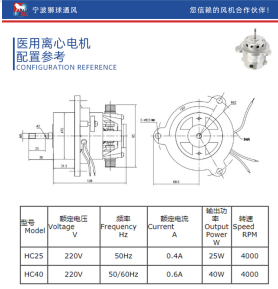 宁波狮球通风
您信赖的风机合作伙伴!
医用离心电机
配置参考
CONFIGURATION REFERENCE
型号 Model 额定电压 Voltage V 频率 Frequency Hz 额定电流 Current A 输出功率 Output Power W 转速 Speed RPM
HC25 220V 50Hz 0.4A 25W 4000
HC40 220V 50/60Hz 0.6A 40W 4000